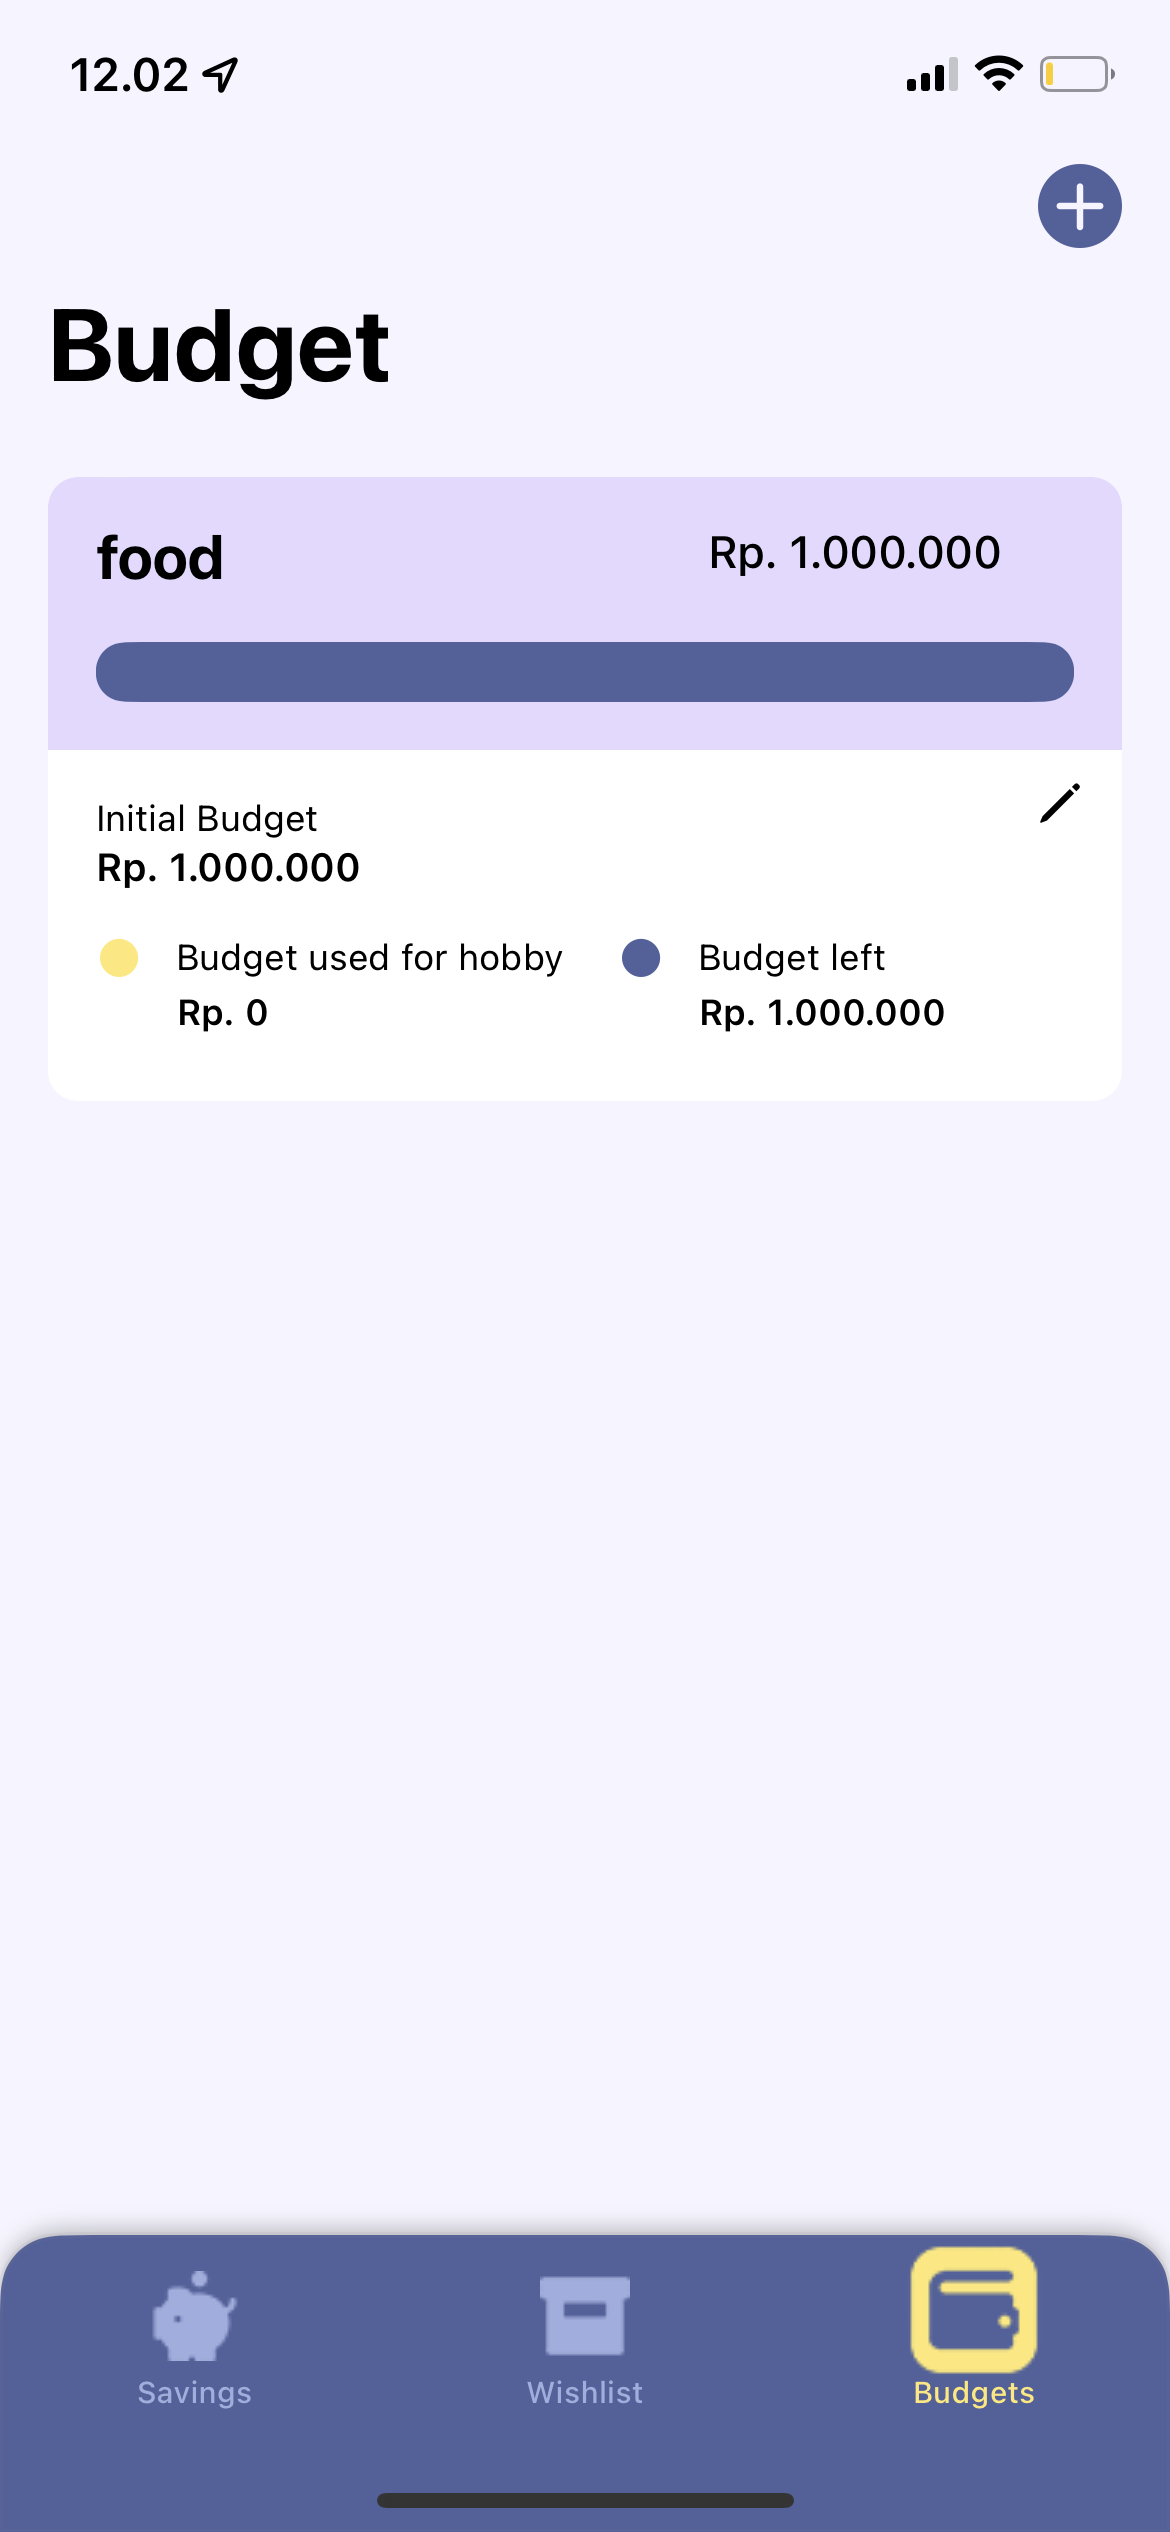 12.02
Budget
food
Rp. 1.000.000
Initial Budget
Rp. 1.000.000
Budget used for hobby
Rp. 0
Budget left
Rp. 1.000.000
Savings
Wishlist
Budgets